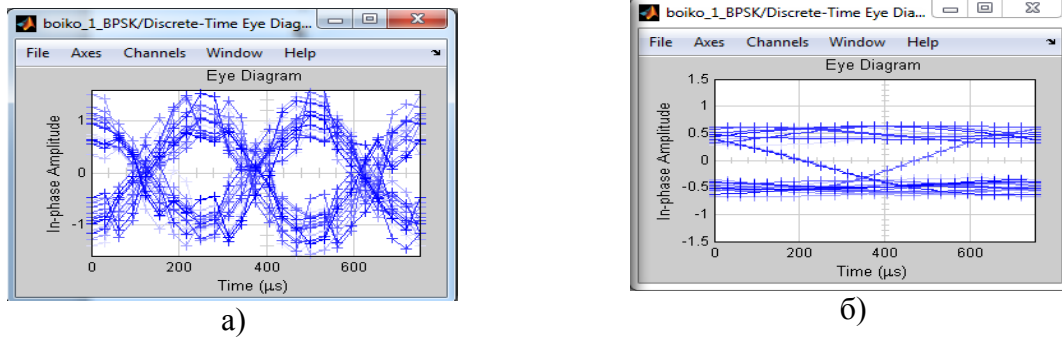 boiko_1_BPSK/Discrete-Time Eye Diag...
File Axes Channels Window Help
Eye Diagram
In-phase Amplitude
1
0
-1
0 200 400 600
Time (µs)
а)
boiko_1_BPSK/Discrete-Time Eye Dia...
File Axes Channels Window Help
Eye Diagram
In-phase Amplitude
1.5
1
0.5
0
-0.5
-1
-1.5
0 200 400 600
Time (µs)
б)